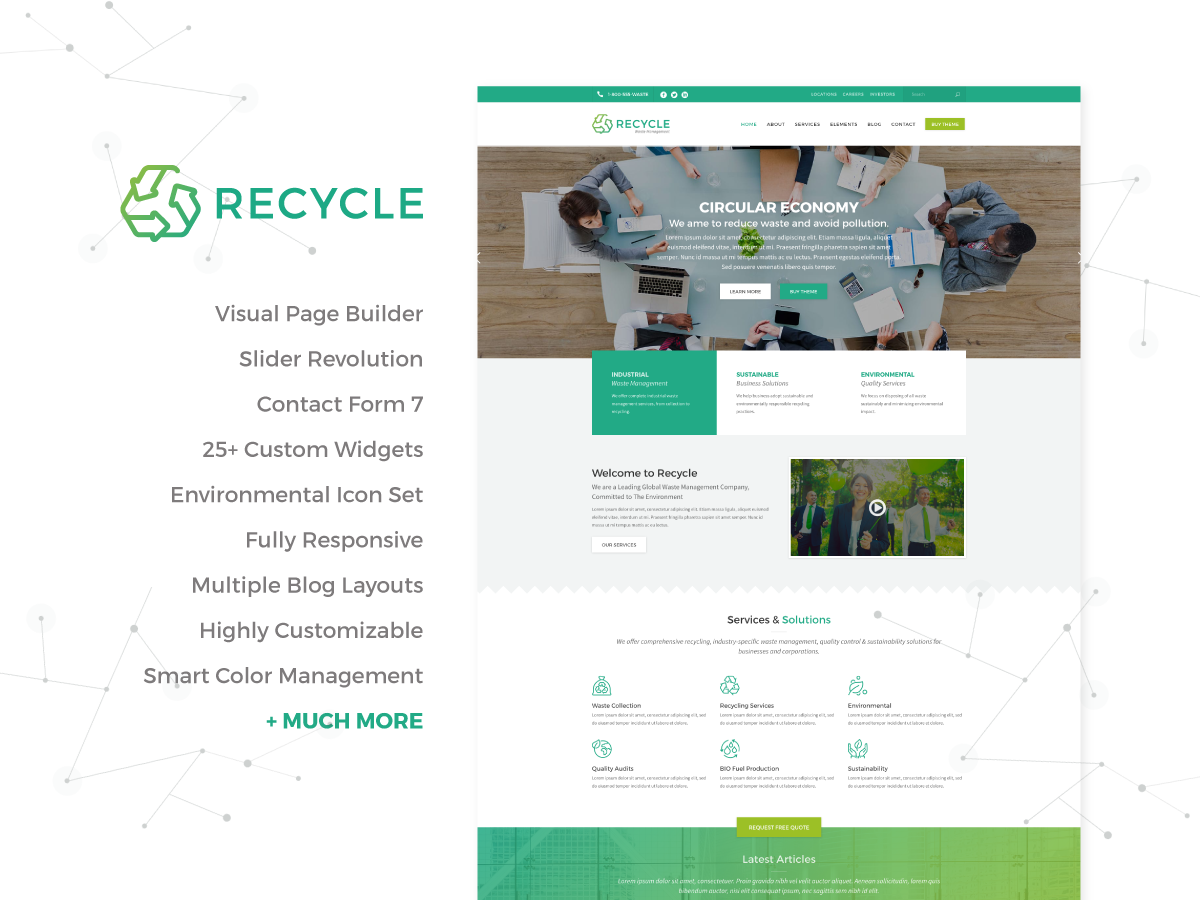 RECYCLE
Visual Page Builder
Slider Revolution
Contact Form 7
25+ Custom Widgets
Environmental Icon Set
Fully Responsive
Multiple Blog Layouts
Highly Customizable
Smart Color Management
+ MUCH MORE
1-800-555-WASTE
LOCATIONS CAREERS INVESTORS Search
RECYCLE
Waste Management
HOME ABOUT SERVICES ELEMENTS BLOG CONTACT BUY THEME
CIRCULAR ECONOMY
We ame to reduce waste and avoid pollution.
Lorem ipsum dolor sit amet, consectetur adipiscing elit. Etiam massa ligula, aliquet
euismod eleifend vitae, interdum ut mi. Praesent fringilla pharetra sapien sit amet
semper. Nunc id massa ut mi tempus mattis ac eu lectus. Praesent egestas eleifend porta.
Sed posuere venenatis libero quis tempor.
LEARN MORE BUY THEME
INDUSTRIAL
Waste Management
We offer complete industrial waste
management services, from collection to
recycling.
SUSTAINABLE
Business Solutions
We help business adopt sustainable and
environmentally responsible recycling
practices.
ENVIRONMENTAL
Quality Services
We focus on disposing of all waste
sustainably and minimizing environmental
impact.
Welcome to Recycle
We are a Leading Global Waste Management Company,
Committed to The Environment
Lorem ipsum dolor sit amet, consectetur adipiscing elit. Etiam massa ligula, aliquet euismod
eleifend vitae, interdum ut mi. Praesent fringilla pharetra sapien sit amet semper. Nunc id
massa ut mi tempus mattis ac eu lectus.
OUR SERVICES
Services & Solutions
We offer comprehensive recycling, industry-specific waste management, quality control & sustainability solutions for
businesses and corporations.
Waste Collection
Lorem ipsum dolor sit amet, consectetur adipiscing elit, sed
do eiusmod tempor incididunt ut labore et dolore.
Recycling Services
Lorem ipsum dolor sit amet, consectetur adipiscing elit, sed
do eiusmod tempor incididunt ut labore et dolore.
Environmental
Lorem ipsum dolor sit amet, consectetur adipiscing elit, sed
do eiusmod tempor incididunt ut labore et dolore.
Quality Audits
Lorem ipsum dolor sit amet, consectetur adipiscing elit, sed
do eiusmod tempor incididunt ut labore et dolore.
BIO Fuel Production
Lorem ipsum dolor sit amet, consectetur adipiscing elit, sed
do eiusmod tempor incididunt ut labore et dolore.
Sustainability
Lorem ipsum dolor sit amet, consectetur adipiscing elit, sed
do eiusmod tempor incididunt ut labore et dolore.
REQUEST FREE QUOTE
Latest Articles
Lorem ipsum dolor sit amet, consectetuer. Proin gravida nibh vel velit auctor aliquet. Aenean sollicitudin, lorem quis
bibendum auctor, nisi elit consequat ipsum, nec sagittis sem nibh id elit.